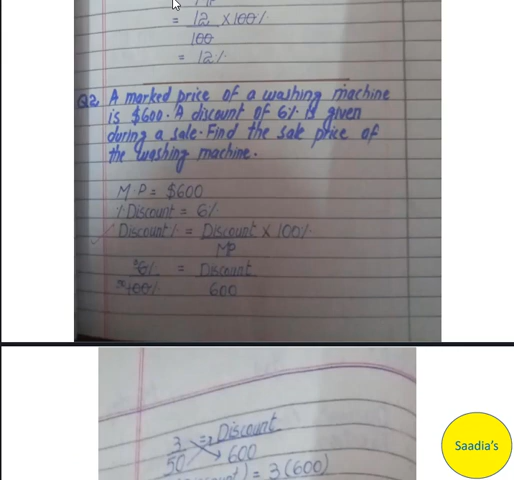 = 12 ×100%
100
= 12%
Q2 A marked price of a washing machine
is $600. A discount of 6% is given
during a sale. Find the sale price of
the washing machine.
M.P = $600
% Discount = 6%
Discount % = Discount × 100%
MP
6% = Discount
100% 600
3 = Discount
50 600
) = 3(600)
Saadia's